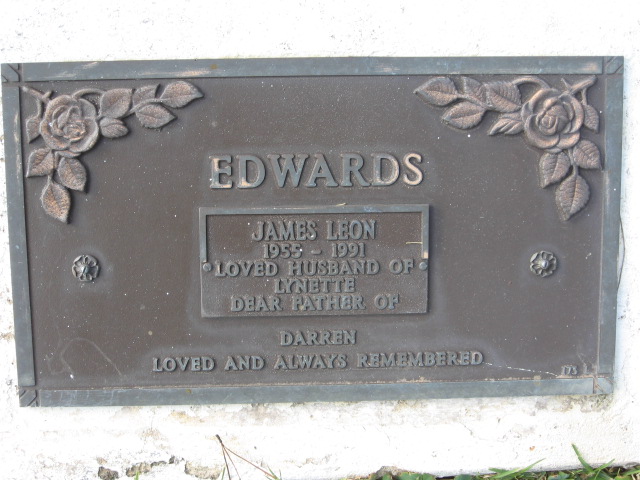 EDWARDS
JAMES LEON
1955 - 1991
LOVED HUSBAND OF
LYNETTE
DEAR FATHER OF
DARREN
LOVED AND ALWAYS REMEMBERED